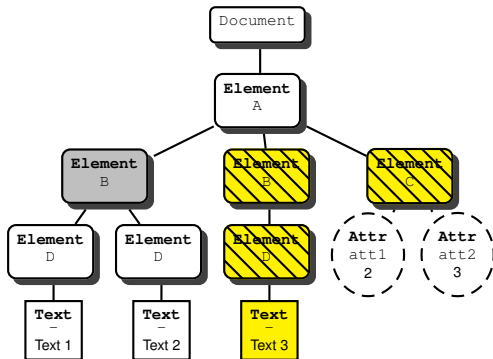 Document
Element
A
Element
B
Element
B
Element
C
Element
D
Element
D
Element
D
Attr
att1
2
Attr
att2
3
Text
–
Text 1
Text
–
Text 2
Text
–
Text 3